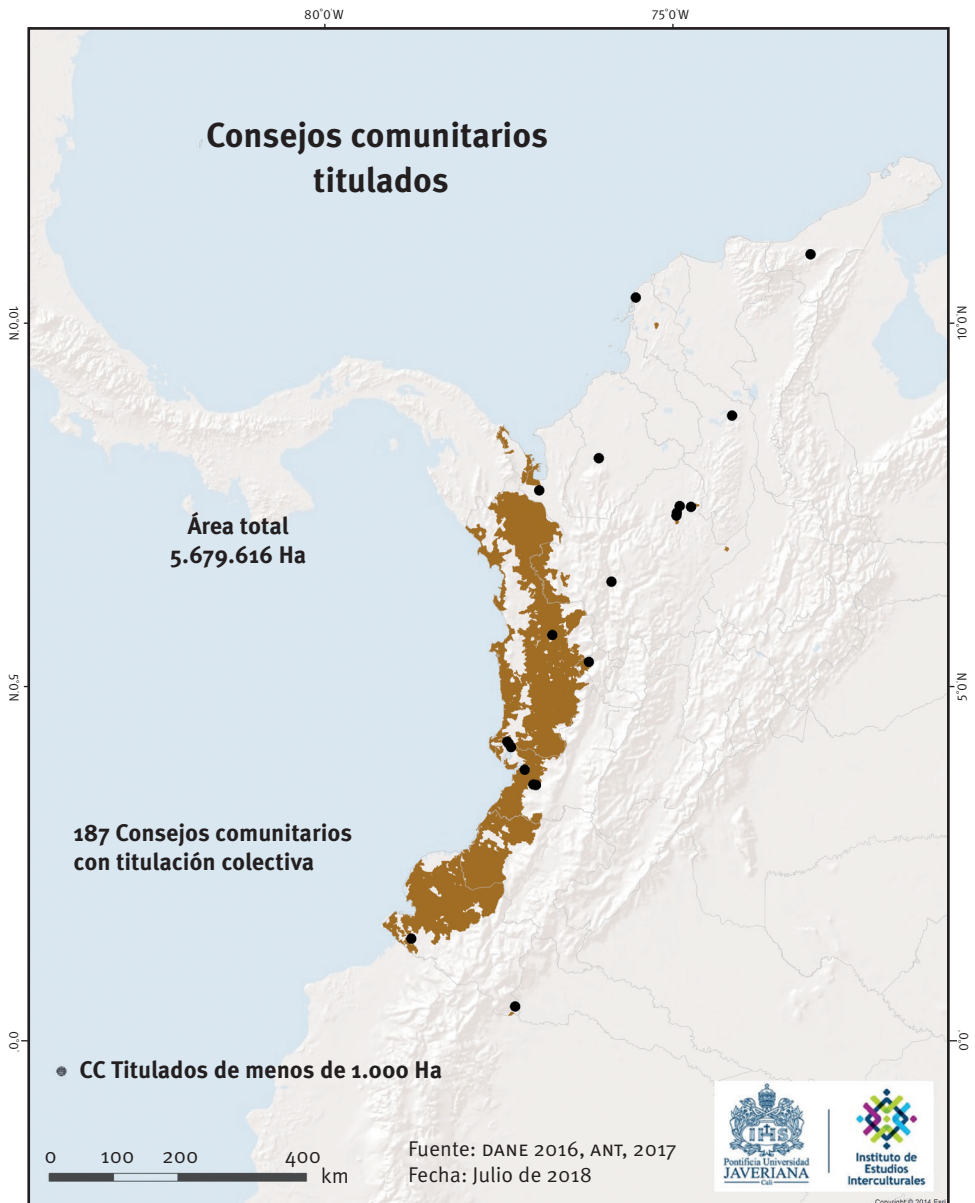 80°0'W
75°0'W
Consejos comunitarios
titulados
10°0'N
10°0'N
Área total
5.679.616 Ha
5°0'N
5°0'N
187 Consejos comunitarios
con titulación colectiva
0°0'
0°0'
CC Titulados de menos de 1.000 Ha
0 100 200 400
km
Fuente: DANE 2016, ANT, 2017
Fecha: Julio de 2018
IHS
Pontificia Universidad
JAVERIANA
Cali
Instituto de
Estudios
Interculturales
Copyright:© 2014 Esri